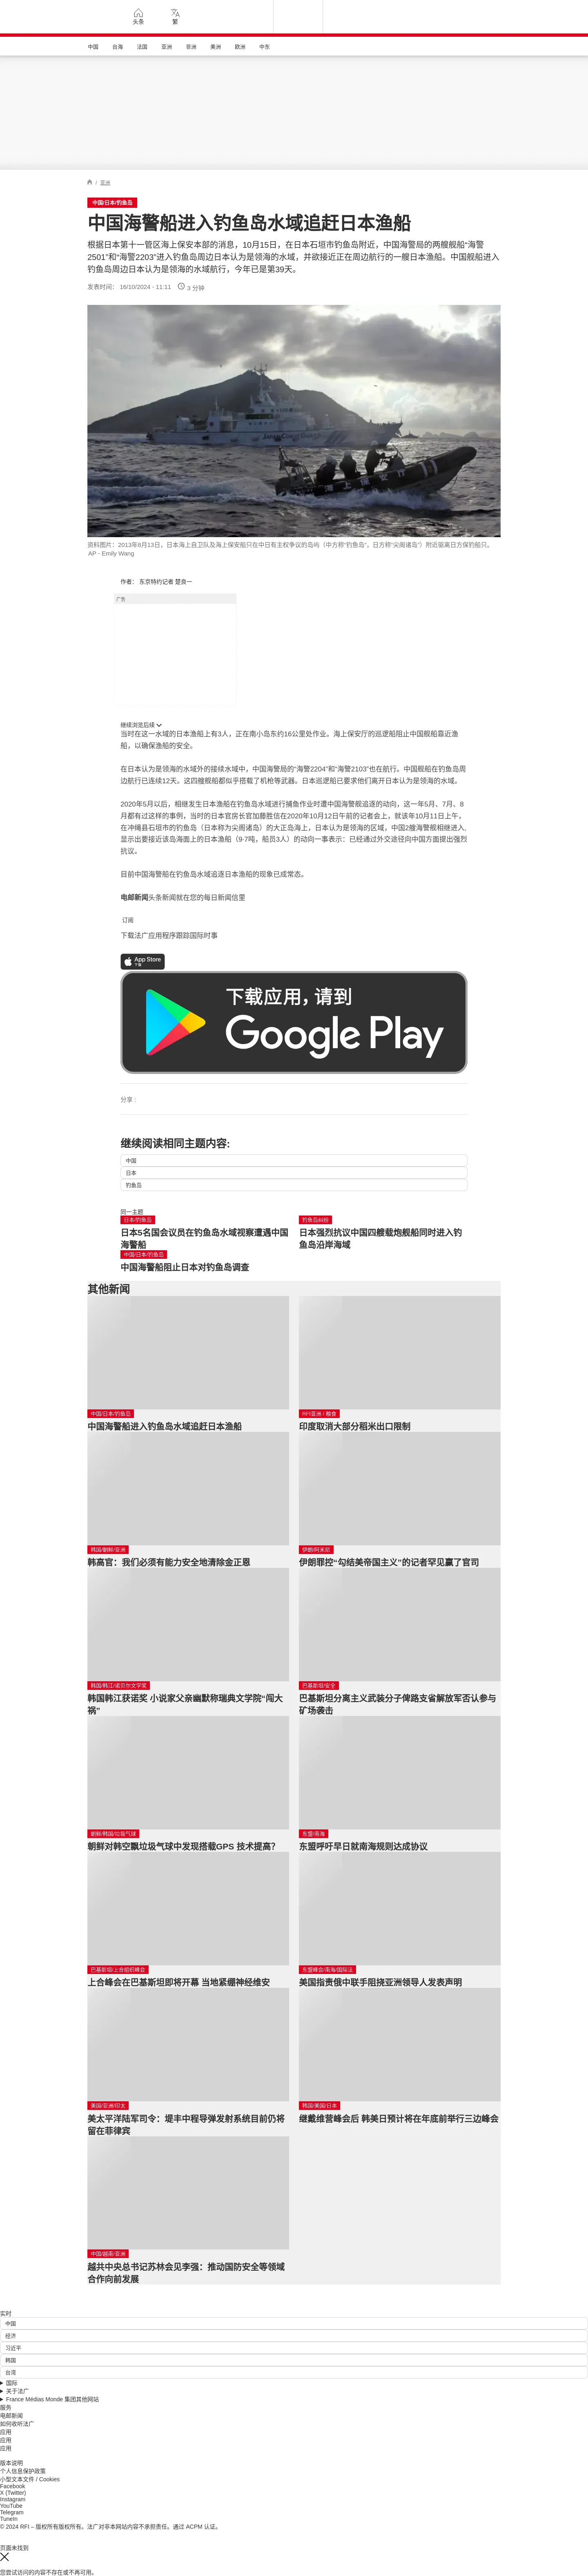 头条
繁
中国
台海
法国
亚洲
非洲
美洲
欧洲
中东
/ 亚洲
中国/日本/钓鱼岛
中国海警船进入钓鱼岛水域追赶日本渔船
根据日本第十一管区海上保安本部的消息，10月15日，在日本石垣市钓鱼岛附近，中国海警局的两艘舰船“海警
2501”和“海警2203”进入钓鱼岛周边日本认为是领海的水域，并欲接近正在周边航行的一艘日本渔船。中国舰船进入
钓鱼岛周边日本认为是领海的水域航行，今年已是第39天。
发表时间： 16/10/2024 - 11:11 3 分钟
资料图片：2013年8月13日，日本海上自卫队及海上保安船只在中日有主权争议的岛屿（中方称“钓鱼岛”，日方称“尖阁诸岛”）附近驱离日方保钓船只。
AP - Emily Wang
作者： 东京特约记者 楚良一
广告
继续浏览后续
当时在这一水域的日本渔船上有3人，正在南小岛东约16公里处作业。海上保安厅的巡逻船阻止中国舰船靠近渔
船，以确保渔船的安全。
在日本认为是领海的水域外的接续水域中，中国海警局的“海警2204”和“海警2103”也在航行。中国舰船在钓鱼岛周
边航行已连续12天。这四艘舰船都似乎搭载了机枪等武器。日本巡逻船已要求他们离开日本认为是领海的水域。
2020年5月以后，相继发生日本渔船在钓鱼岛水域进行捕鱼作业时遭中国海警舰追逐的动向，这一年5月、7月、8
月都有过这样的事例，当时的日本官房长官加藤胜信在2020年10月12日午前的记者会上，就该年10月11日上午，
在冲绳县石垣市的钓鱼岛（日本称为尖阁诸岛）的大正岛海上，日本认为是领海的区域，中国2艘海警舰相继进入,
显示出要接近该岛海面上的日本渔船（9·7吨，船员3人）的动向一事表示：已经通过外交途径向中国方面提出强烈
抗议。
目前中国海警船在钓鱼岛水域追逐日本渔船的现象已成常态。
电邮新闻头条新闻就在您的每日新闻信里
订阅
下载法广应用程序跟踪国际时事
App Store
下载
下载应用，请到
Google Play
分享 :
继续阅读相同主题内容:
中国
日本
钓鱼岛
同一主题
日本/钓鱼岛
日本5名国会议员在钓鱼岛水域视察遭遇中国
海警船
钓鱼岛纠纷
日本强烈抗议中国四艘载炮舰船同时进入钓
鱼岛沿岸海域
中国/日本/钓鱼岛
中国海警船阻止日本对钓鱼岛调查
其他新闻
中国/日本/钓鱼岛
中国海警船进入钓鱼岛水域追赶日本渔船
RFI亚洲 / 粮食
印度取消大部分稻米出口限制
韩国/朝鲜/亚洲
韩高官：我们必须有能力安全地清除金正恩
伊朗/阿米尼
伊朗罪控“勾结美帝国主义”的记者罕见赢了官司
韩国/韩江/诺贝尔文学奖
韩国韩江获诺奖 小说家父亲幽默称瑞典文学院“闯大
祸”
巴基斯坦/安全
巴基斯坦分离主义武装分子俾路支省解放军否认参与
矿场袭击
朝鲜/韩国/垃圾气球
朝鲜对韩空飘垃圾气球中发现搭载GPS 技术提高？
东盟/南海
东盟呼吁早日就南海规则达成协议
巴基斯坦/上合组织峰会
上合峰会在巴基斯坦即将开幕 当地紧绷神经维安
东盟峰会/南海/国际法
美国指责俄中联手阻挠亚洲领导人发表声明
美国/亚洲/印太
美太平洋陆军司令：堤丰中程导弹发射系统目前仍将
留在菲律宾
韩国/美国/日本
继戴维营峰会后 韩美日预计将在年底前举行三边峰会
中国/越南/亚洲
越共中央总书记苏林会见李强：推动国防安全等领域
合作向前发展
实时
中国
经济
习近平
韩国
台湾
国际
关于法广
France Médias Monde 集团其他网站
服务
电邮新闻
如何收听法广
应用
应用
应用
版本说明
个人信息保护政策
小型文本文件 / Cookies
Facebook
X (Twitter)
Instagram
YouTube
Telegram
TuneIn
© 2024 RFI – 版权所有版权所有。法广对非本网站内容不承担责任。通过 ACPM 认证。
页面未找到
您尝试访问的内容不存在或不再可用。